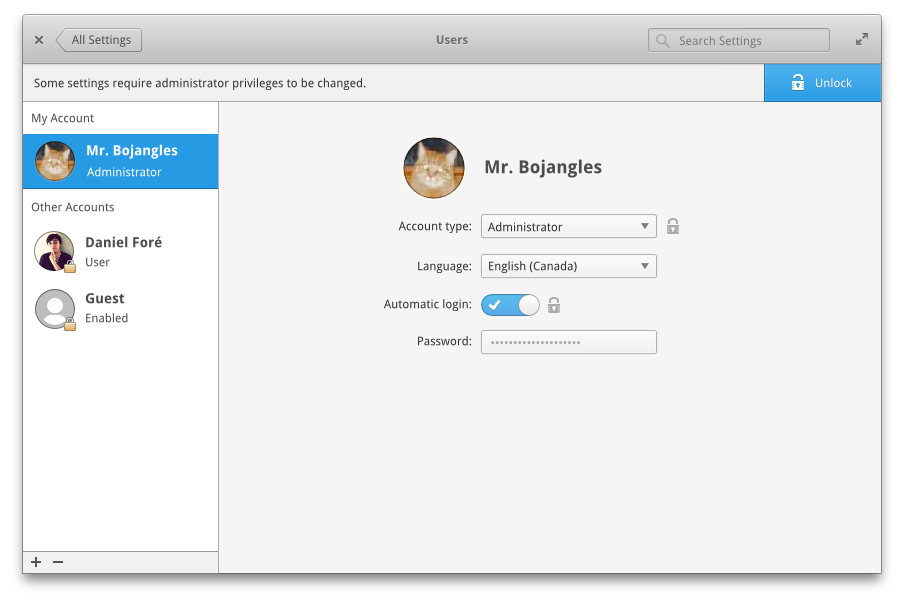 All Settings
Users
Search Settings
Some settings require administrator privileges to be changed.
Unlock
My Account
Mr. Bojangles
Administrator
Other Accounts
Daniel Foré
User
Guest
Enabled
Mr. Bojangles
Account type: Administrator
Language: English (Canada)
Automatic login:
Password: ••••••••••••••••••••